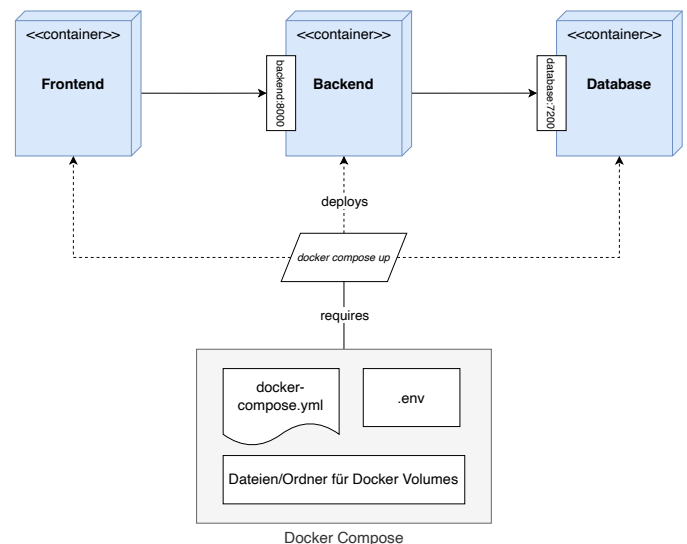 <<container>>
Frontend
<<container>>
Backend
<<container>>
Database
backend:8000
database:7200
deploys
docker compose up
requires
docker-
compose.yml
.env
Dateien/Ordner für Docker Volumes
Docker Compose